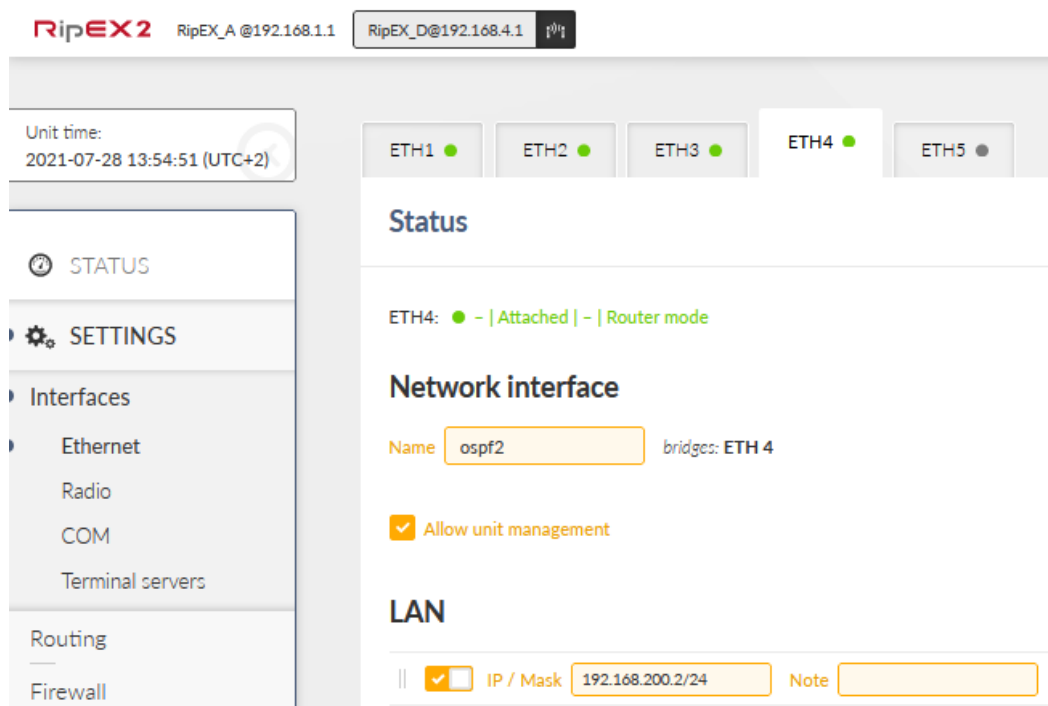 RipEX2 RipEX_A @192.168.1.1 RipEX_D@192.168.4.1
Unit time:
2021-07-28 13:54:51 (UTC+2)
ETH1 ETH2 ETH3 ETH4 ETH5
Status
STATUS
ETH4: – | Attached | – | Router mode
SETTINGS
Network interface
Interfaces
Name ospf2 bridges: ETH 4
Ethernet
Radio
Allow unit management
COM
Terminal servers
LAN
Routing
IP / Mask 192.168.200.2/24 Note
Firewall